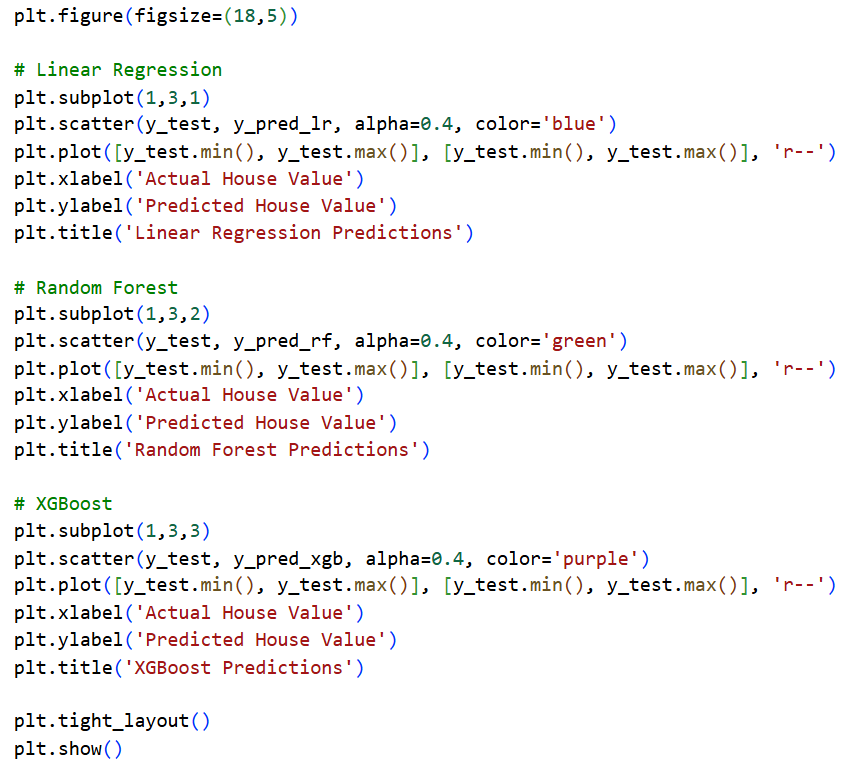 plt.figure(figsize=(18,5))
# Linear Regression
plt.subplot(1,3,1)
plt.scatter(y_test, y_pred_lr, alpha=0.4, color='blue')
plt.plot([y_test.min(), y_test.max()], [y_test.min(), y_test.max()], 'r--')
plt.xlabel('Actual House Value')
plt.ylabel('Predicted House Value')
plt.title('Linear Regression Predictions')
# Random Forest
plt.subplot(1,3,2)
plt.scatter(y_test, y_pred_rf, alpha=0.4, color='green')
plt.plot([y_test.min(), y_test.max()], [y_test.min(), y_test.max()], 'r--')
plt.xlabel('Actual House Value')
plt.ylabel('Predicted House Value')
plt.title('Random Forest Predictions')
# XGBoost
plt.subplot(1,3,3)
plt.scatter(y_test, y_pred_xgb, alpha=0.4, color='purple')
plt.plot([y_test.min(), y_test.max()], [y_test.min(), y_test.max()], 'r--')
plt.xlabel('Actual House Value')
plt.ylabel('Predicted House Value')
plt.title('XGBoost Predictions')
plt.tight_layout()
plt.show()